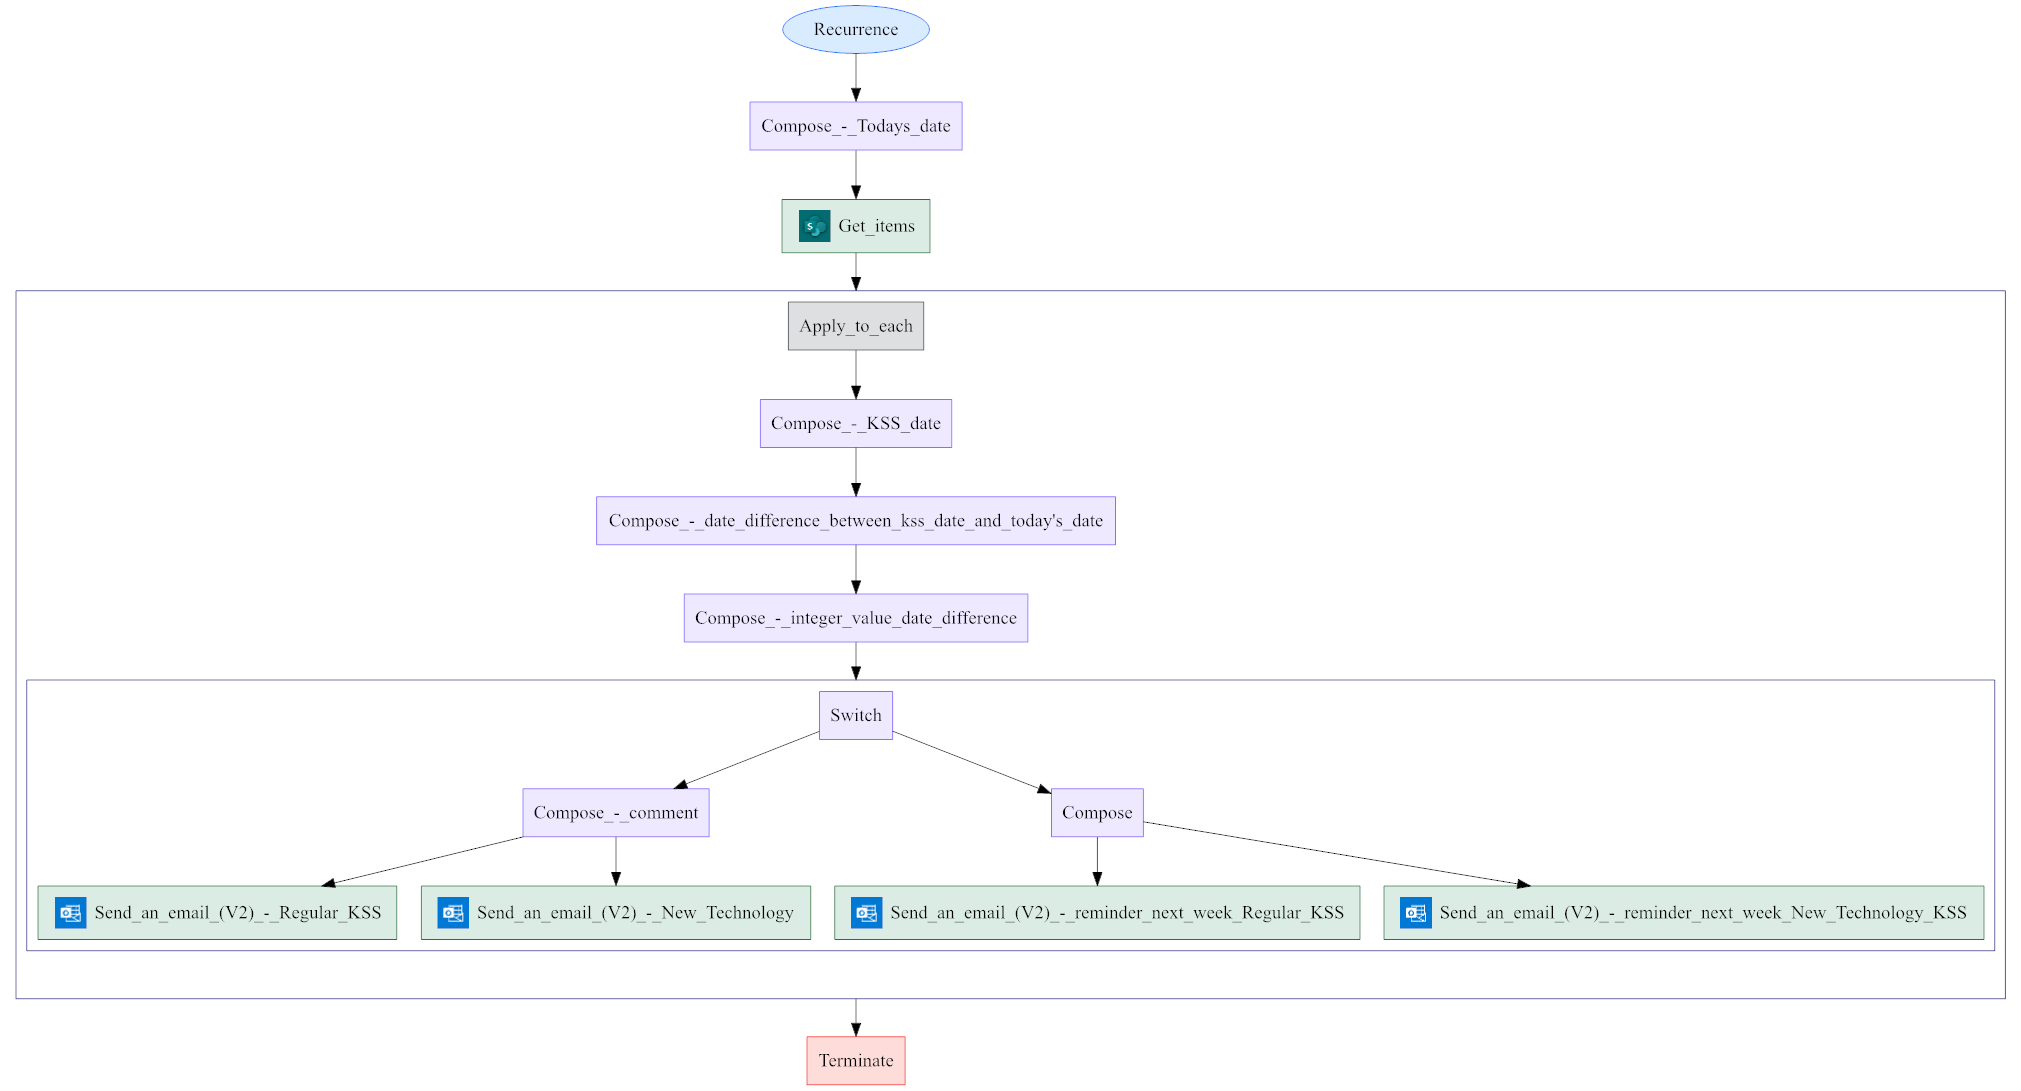 Recurrence
Compose_-_Todays_date
S
Get_items
Apply_to_each
Compose_-_KSS_date
Compose_-_date_difference_between_kss_date_and_today's_date
Compose_-_integer_value_date_difference
Switch
Compose_-_comment
Compose
Send_an_email_(V2)_-_Regular_KSS
Send_an_email_(V2)_-_New_Technology
Send_an_email_(V2)_-_reminder_next_week_Regular_KSS
Send_an_email_(V2)_-_reminder_next_week_New_Technology_KSS
Terminate